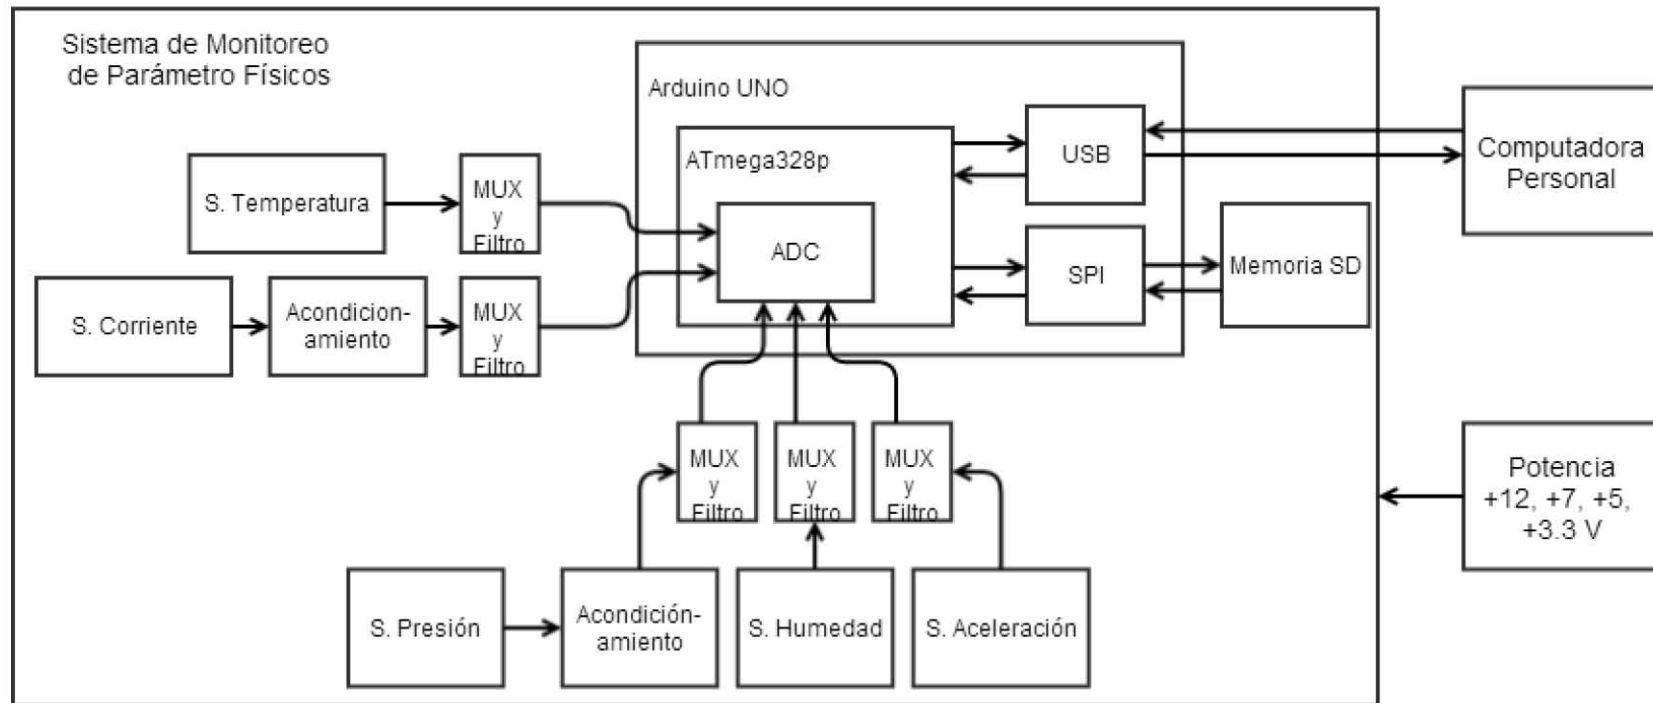 Sistema de Monitoreo
de Parámetro Físicos
Arduino UNO
ATmega328p
ADC
USB
SPI
Computadora
Personal
Memoria SD
S. Temperatura
MUX
y
Filtro
S. Corriente
Acondicion-
amiento
MUX
y
Filtro
MUX
y
Filtro
MUX
y
Filtro
MUX
y
Filtro
Potencia
+12, +7, +5,
+3.3 V
S. Presión
Acondición-
amiento
S. Humedad
S. Aceleración